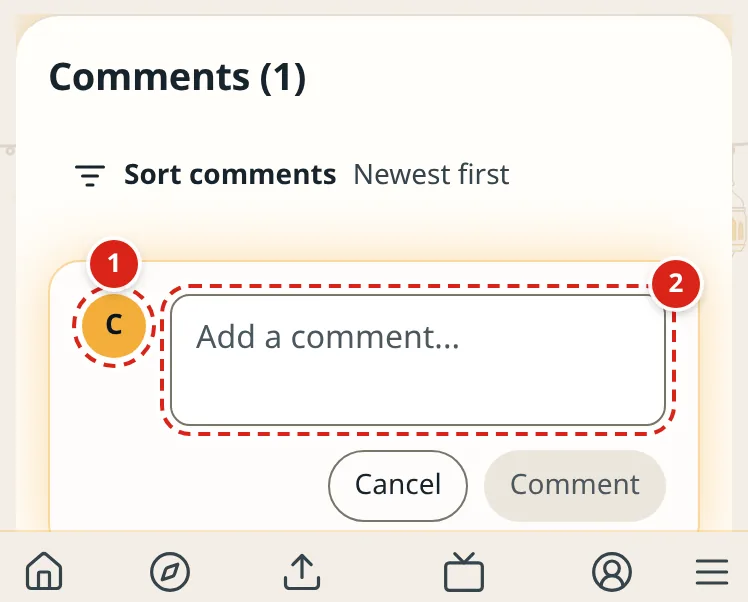 Comments (1)
Sort comments Newest first
1
2
C
Add a comment...
Cancel Comment